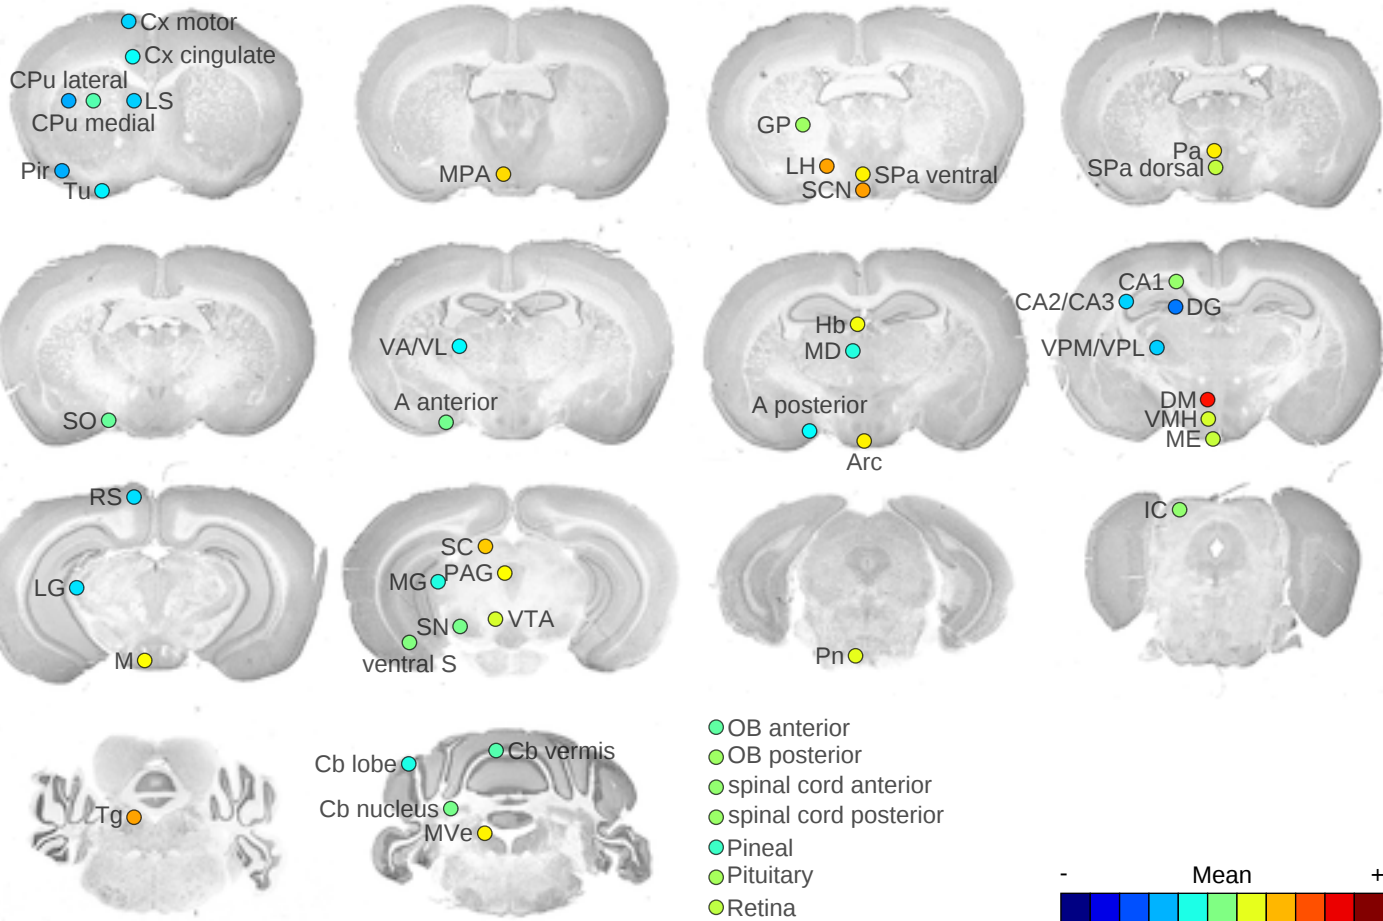 Cx motor
Cx cingulate
CPu lateral
LS
CPu medial
Pir
Tu
MPA
GP
LH
SPa ventral
SCN
Pa
SPa dorsal
SO
VA/VL
A anterior
Hb
MD
A posterior
Arc
CA1
CA2/CA3
DG
VPM/VPL
DM
VMH
ME
RS
LG
M
SC
PAG
MG
VTA
SN
ventral S
Pn
IC
Tg
Cb lobe
Cb vermis
Cb nucleus
MVe
OB anterior
OB posterior
spinal cord anterior
spinal cord posterior
Pineal
Pituitary
Retina
- Mean +